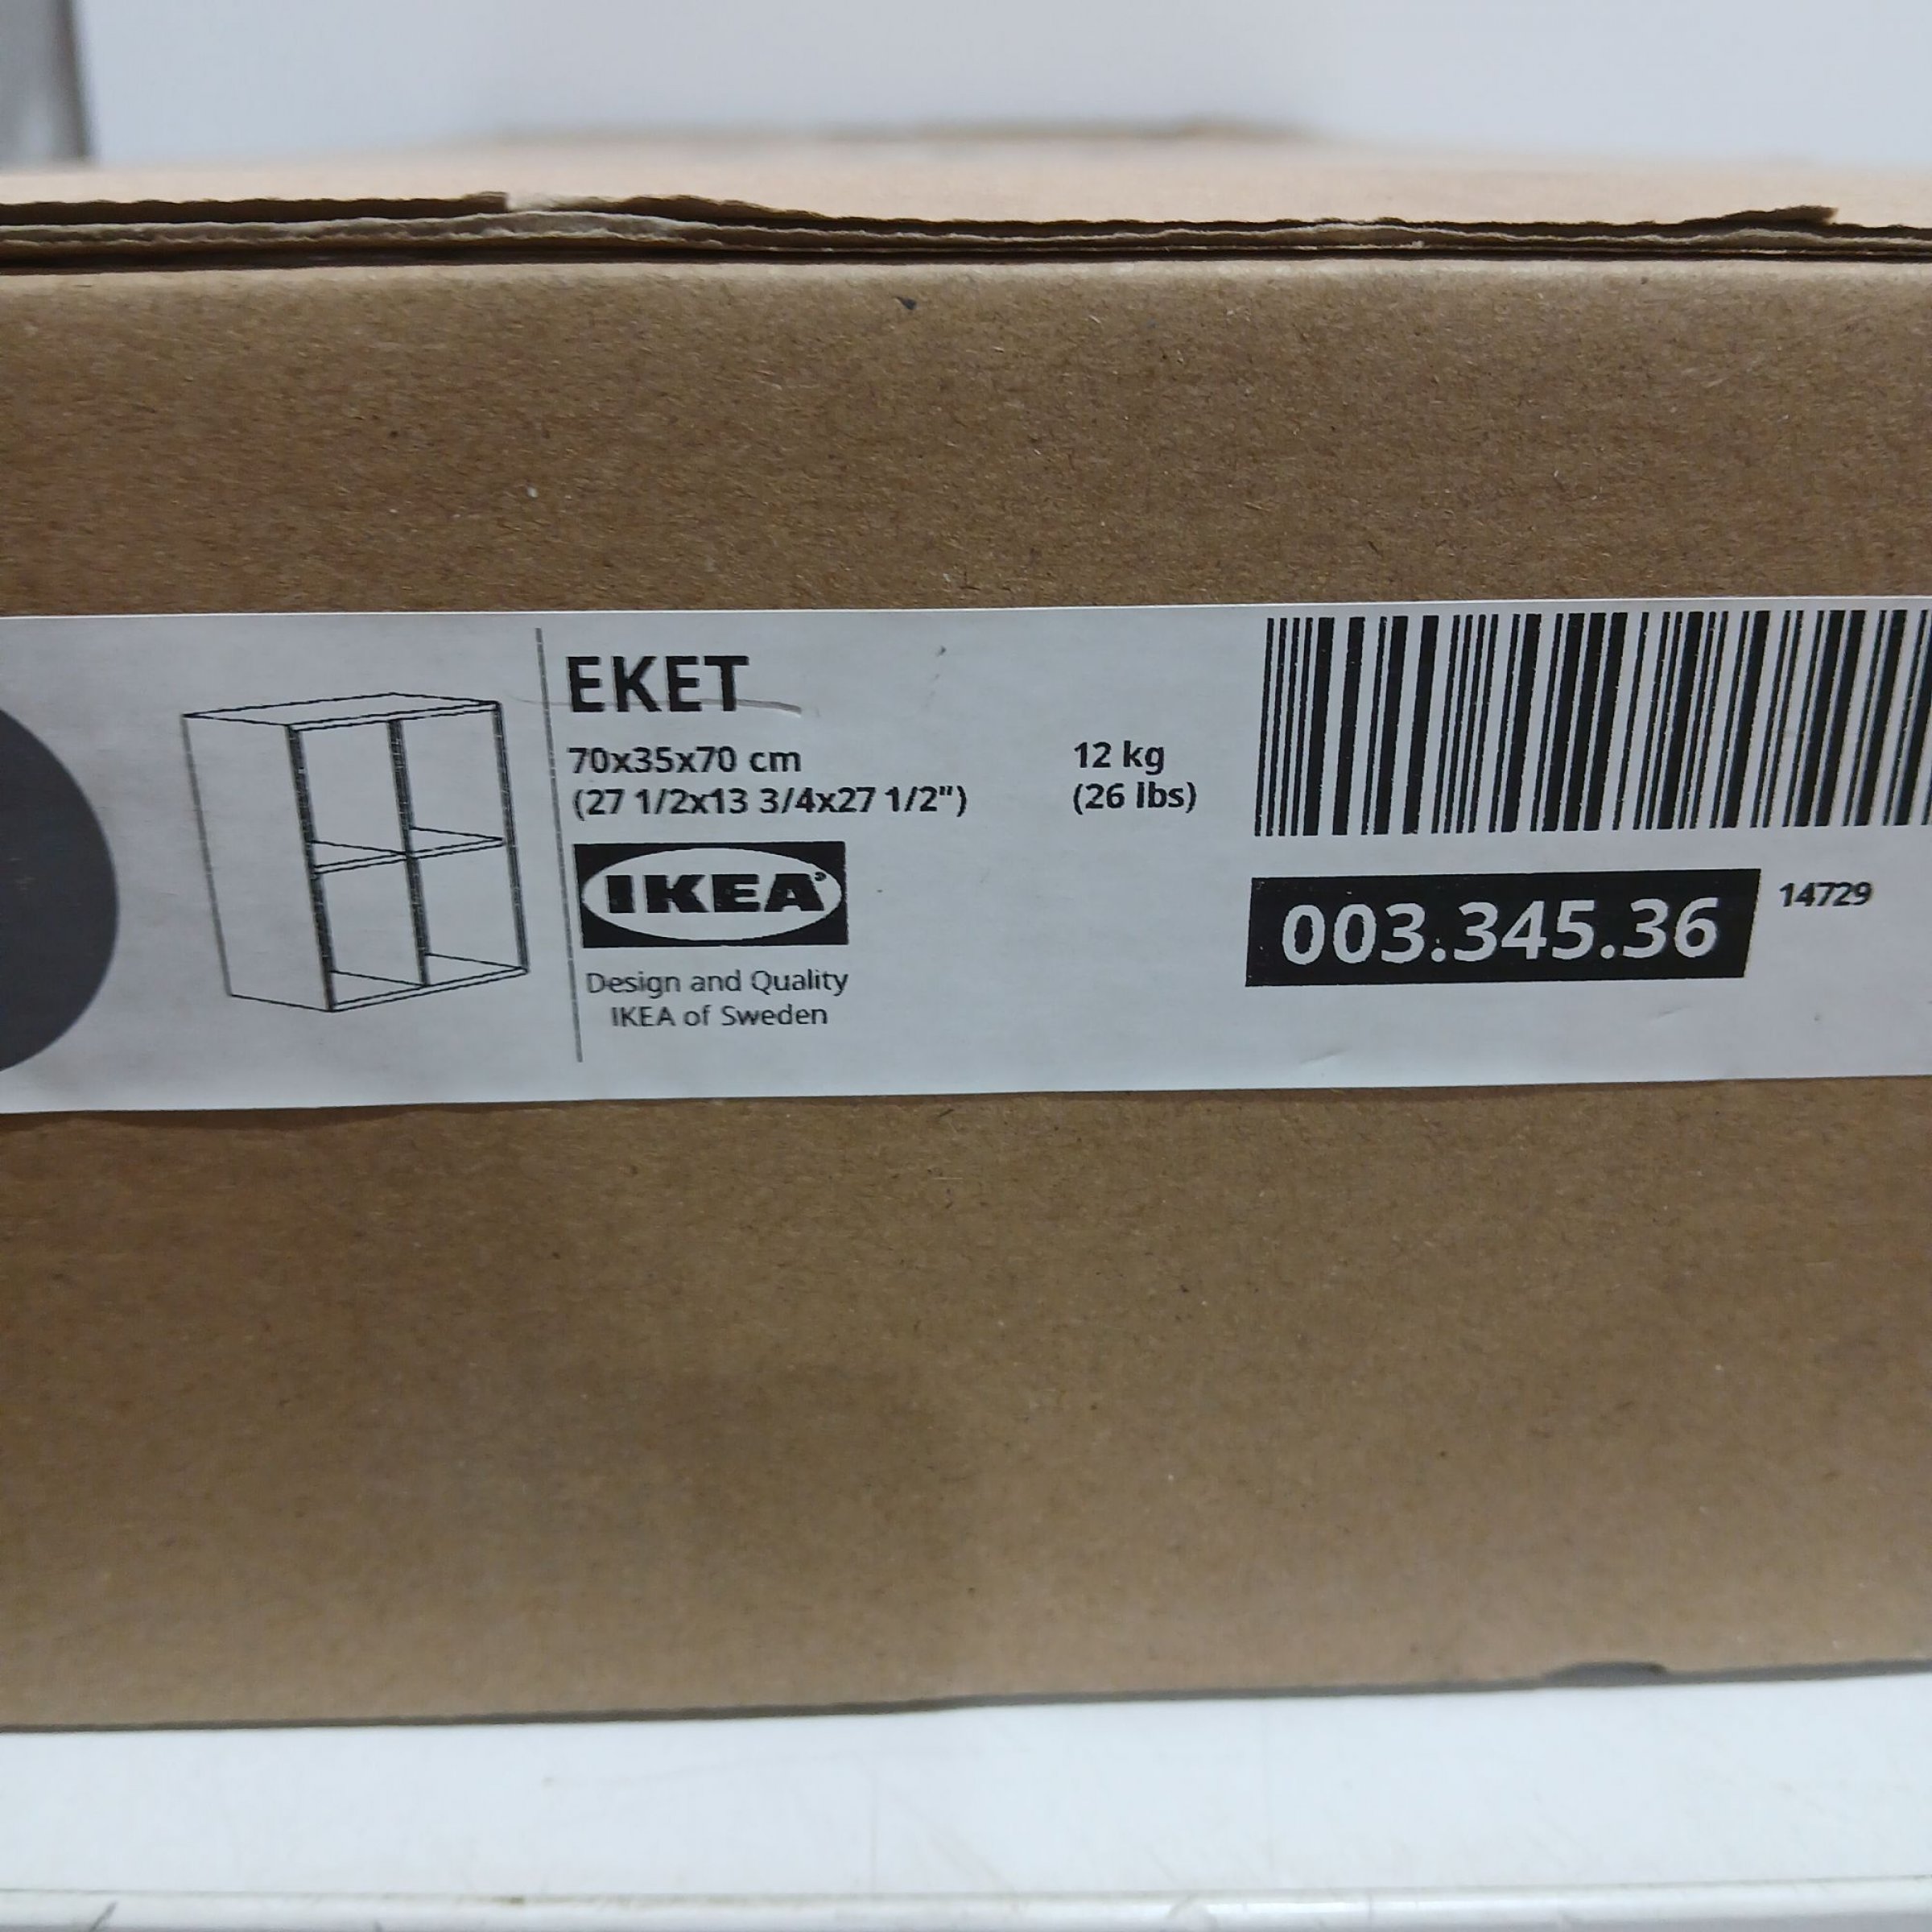 EKET
70x35x70 cm
(27 1/2x13 3/4x27 1/2")
12 kg
(26 lbs)
IKEA®
Design and Quality
IKEA of Sweden
003.345.36
14729